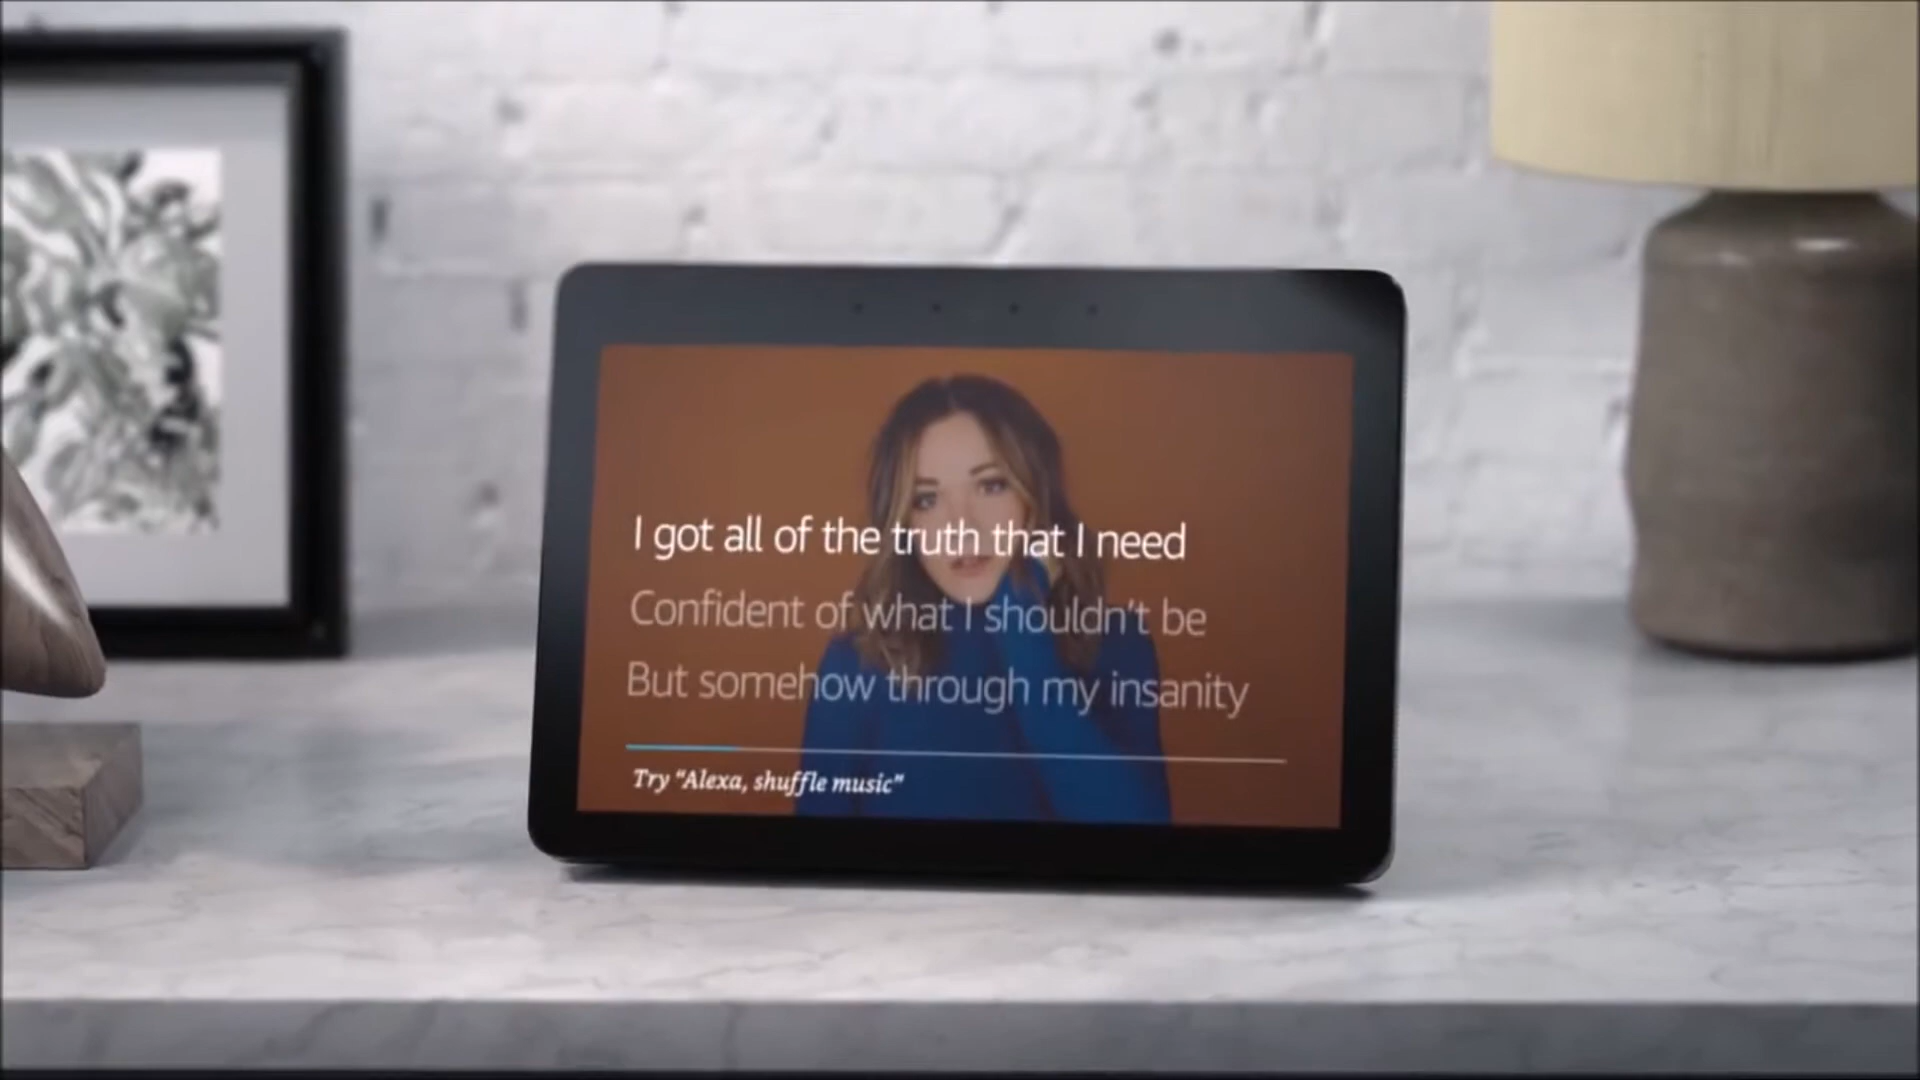 I got all of the truth that I need
Confident of what I shouldn't be
But somehow through my insanity
Try “Alexa, shuffle music”